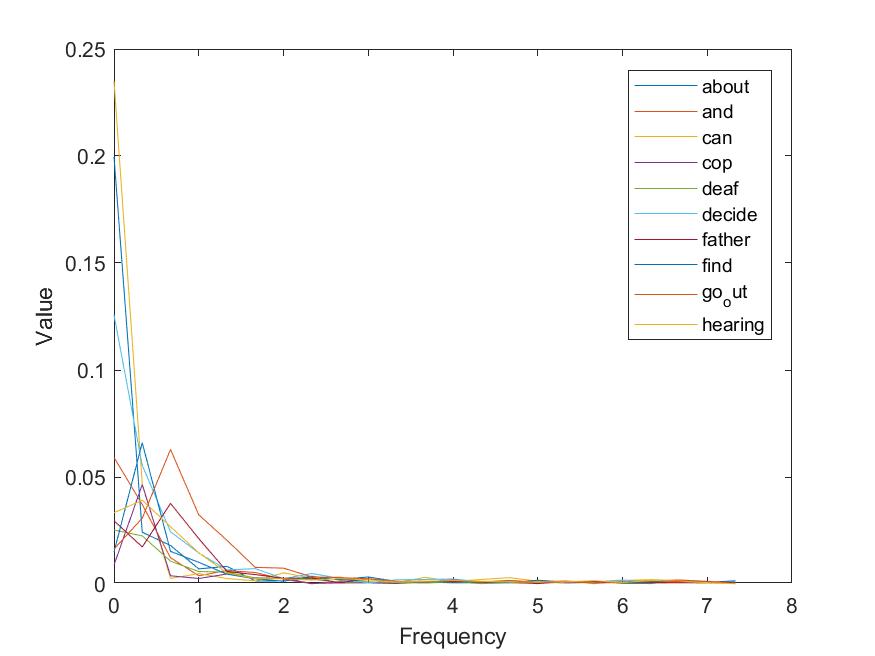 0.25
0.2
0.15
0.1
0.05
0
Value
0 1 2 3 4 5 6 7 8
Frequency
about
and
can
cop
deaf
decide
father
find
go_out
hearing